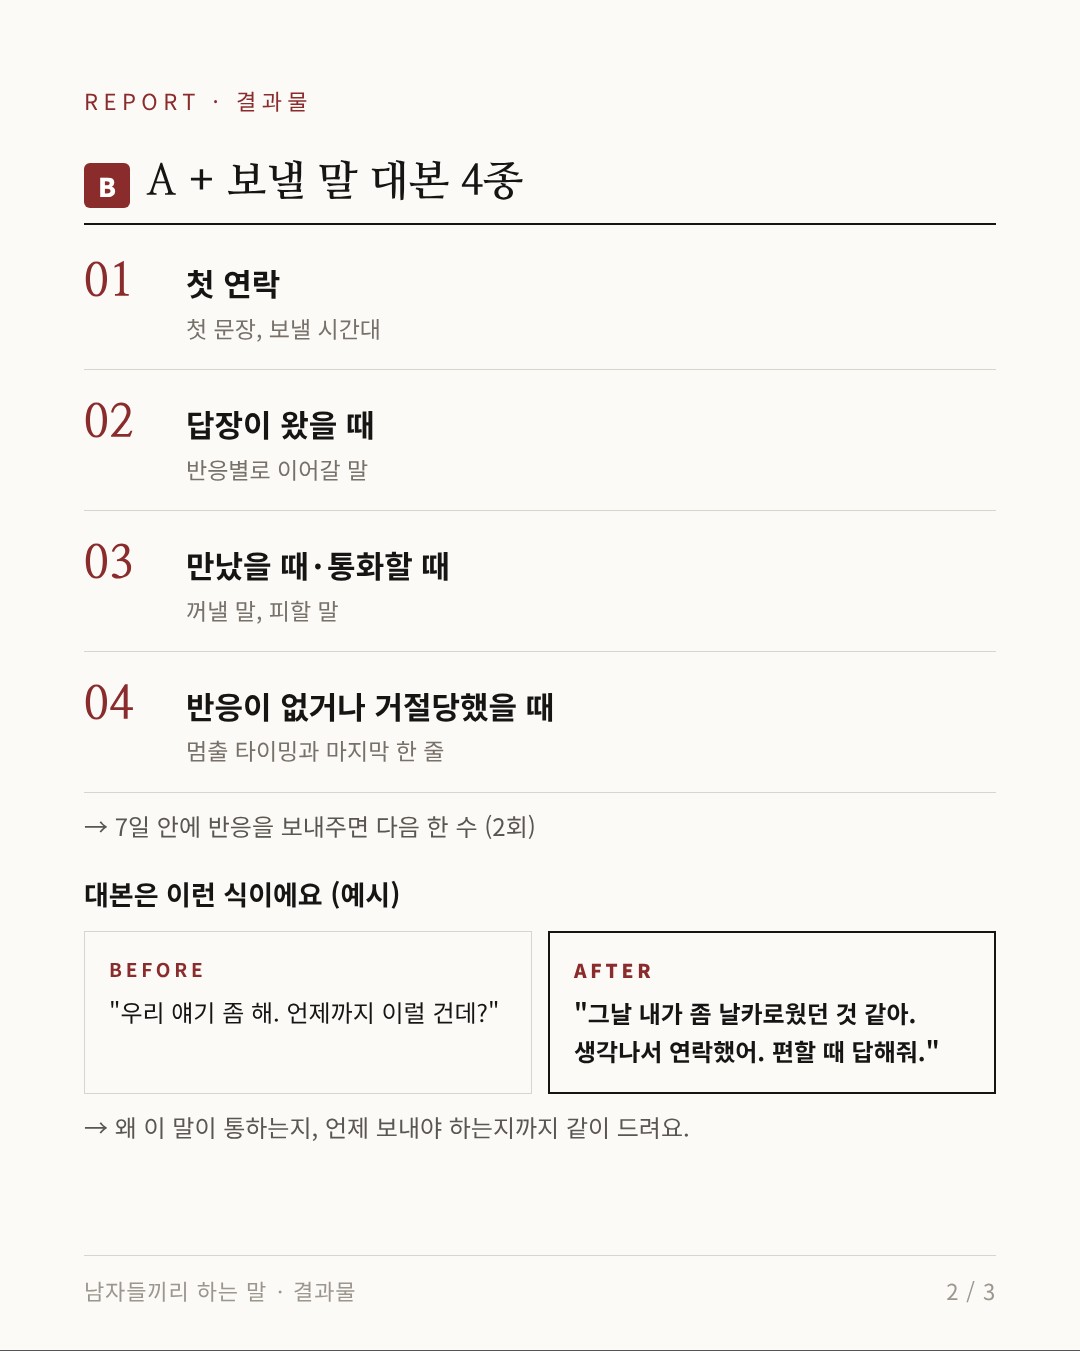 REPORT · 결과물
B A + 보낼 말 대본 4종
01 첫 연락
첫 문장, 보낼 시간대
02 답장이 왔을 때
반응별로 이어갈 말
03 만났을 때·통화할 때
꺼낼 말, 피할 말
04 반응이 없거나 거절당했을 때
멈출 타이밍과 마지막 한 줄
→ 7일 안에 반응을 보내주면 다음 한 수 (2회)
대본은 이런 식이에요 (예시)
BEFORE
"우리 얘기 좀 해. 언제까지 이럴 건데?"
AFTER
"그날 내가 좀 날카로웠던 것 같아.
생각나서 연락했어. 편할 때 답해줘."
→ 왜 이 말이 통하는지, 언제 보내야 하는지까지 같이 드려요.
남자들끼리 하는 말 · 결과물
2 / 3